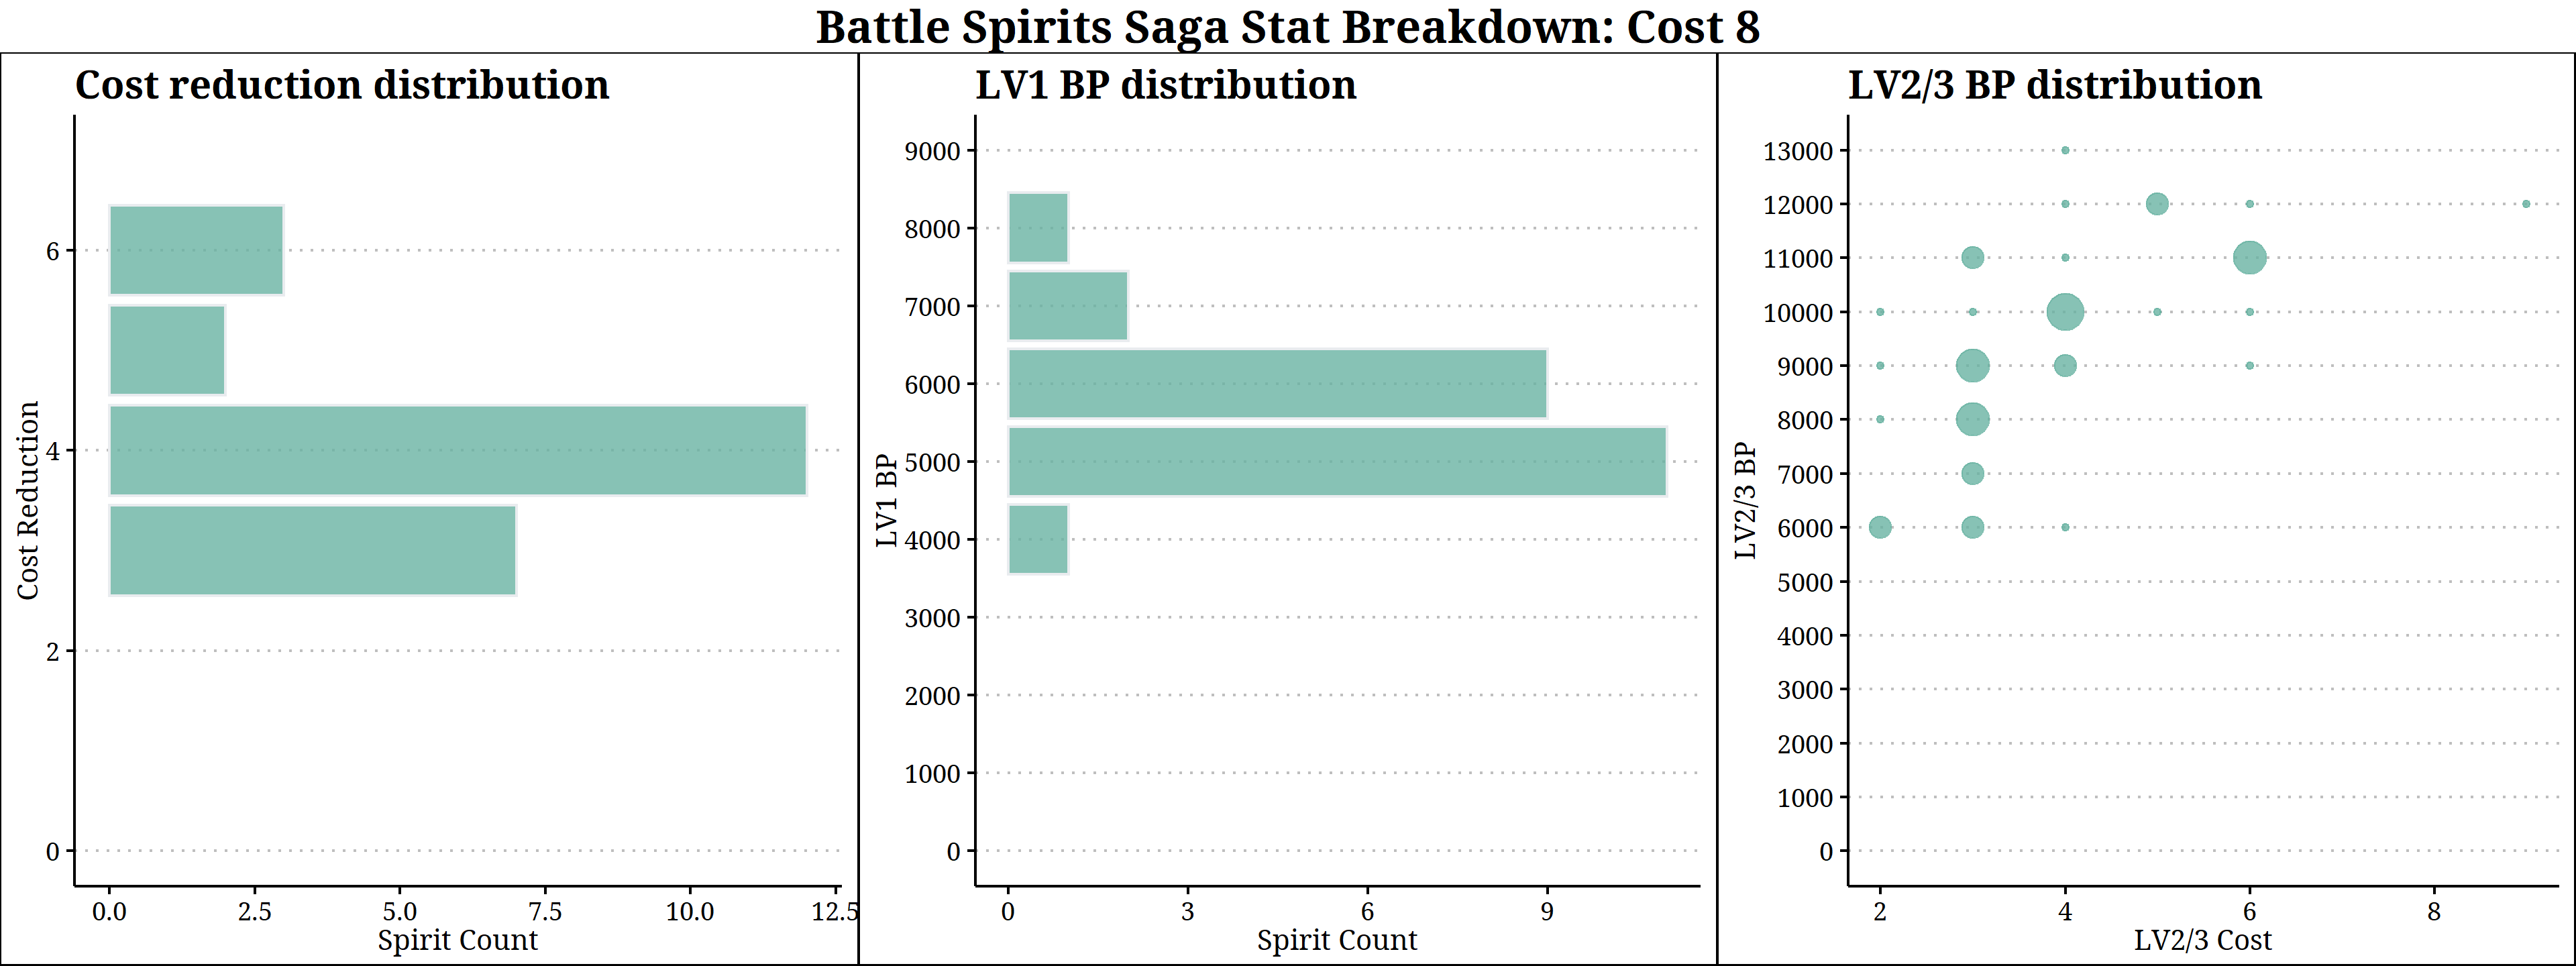 Battle Spirits Saga Stat Breakdown: Cost 8
Cost reduction distribution
Cost Reduction
6
4
2
0
0.0 2.5 5.0 7.5 10.0 12.5
Spirit Count
LV1 BP distribution
LV1 BP
9000
8000
7000
6000
5000
4000
3000
2000
1000
0
0 3 6 9
Spirit Count
LV2/3 BP distribution
LV2/3 BP
13000
12000
11000
10000
9000
8000
7000
6000
5000
4000
3000
2000
1000
0
2 4 6 8
LV2/3 Cost